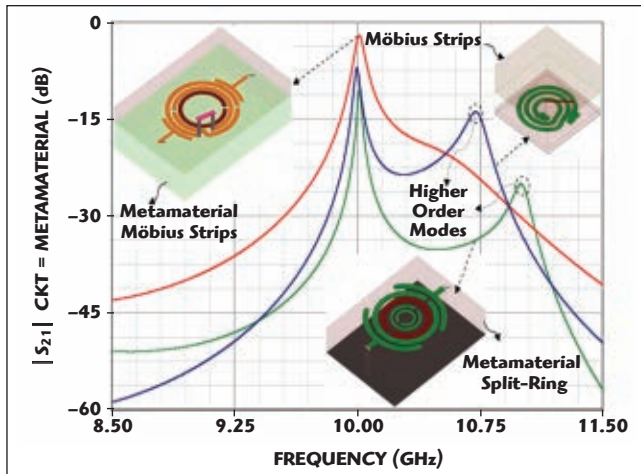 |S21| CKT = METAMATERIAL (dB)
0
−15
−30
−45
−60
Möbius Strips
Metamaterial
Möbius Strips
Higher
Order
Modes
Metamaterial
Split-Ring
8.50
9.25
10.00
10.75
11.50
FREQUENCY (GHz)